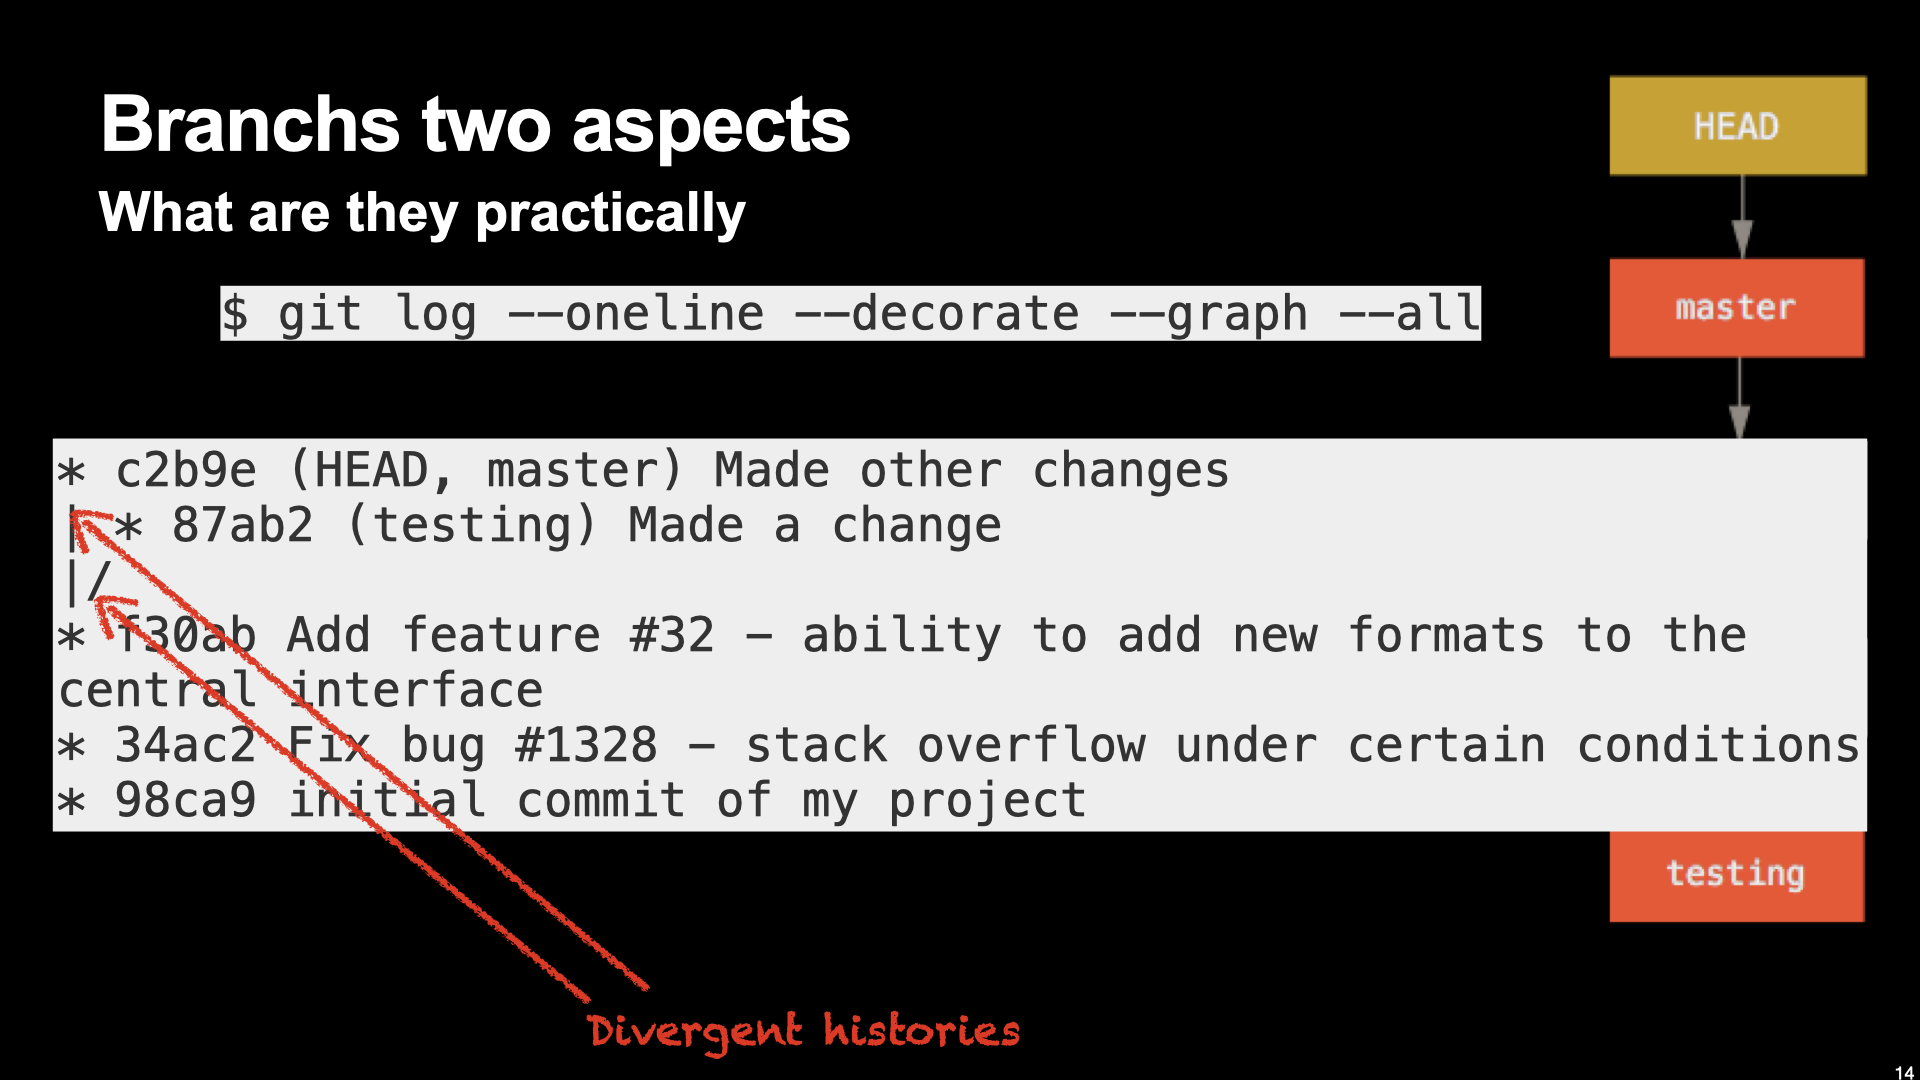 Branchs two aspects
What are they practically
HEAD
master
$ git log --oneline --decorate --graph --all
* c2b9e (HEAD, master) Made other changes
| * 87ab2 (testing) Made a change
|/
* f30ab Add feature #32 - ability to add new formats to the
central interface
* 34ac2 Fix bug #1328 - stack overflow under certain conditions
* 98ca9 initial commit of my project
testing
Divergent histories
14